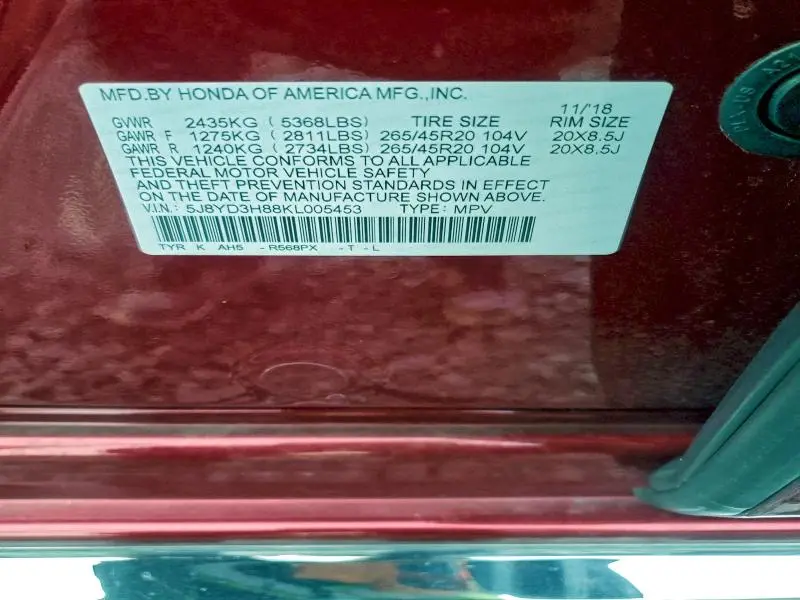 MFD.BY HONDA OF AMERICA MFG.,INC.
11/'18
GVWR 2435KG ( 5368LBS) TIRE SIZE RIM SIZE
GAWR F 1275KG ( 2811LBS) 265/45R20 104V 20X8.5J
GAWR R 1240KG ( 2734LBS) 265/45R20 104V 20X8.5J
THIS VEHICLE CONFORMS TO ALL APPLICABLE
FEDERAL MOTOR VEHICLE SAFETY
AND THEFT PREVENTION STANDARDS IN EFFECT
ON THE DATE OF MANUFACTURE SHOWN ABOVE.
V.I.N.: 5J8YD3H88KL005453 TYPE: MPV
TYR K AH5 - R568PX - T - L